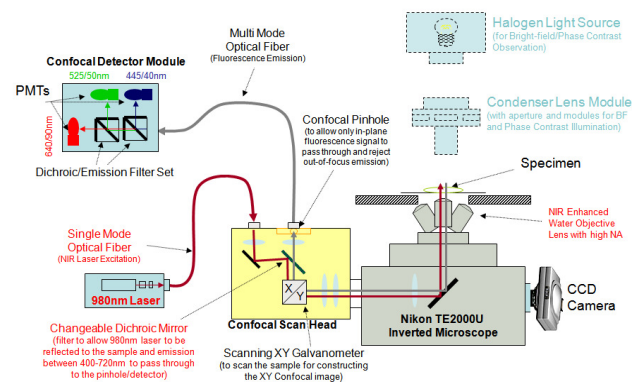 Halogen Light Source
(for Bright-field/Phase Contrast
Observation)
Multi Mode
Optical Fiber
(Fluorescence Emission)
Confocal Detector Module
525/50nm
445/40nm
PMTs
640/90nm
Dichroic/Emission Filter Set
Confocal Pinhole
(to allow only in-plane
fluorescence signal to
pass through and reject
out-of-focus emission)
Condenser Lens Module
(with aperture and modules for BF
and Phase Contrast Illumination)
Specimen
NIR Enhanced
Water Objective
Lens with high NA
Single Mode
Optical Fiber
(NIR Laser Excitation)
980nm Laser
X
Y
Changeable Dichroic Mirror
(filter to allow 980nm laser to
be reflected to the sample and emission
between 400-720nm to pass through
to the pinhole/detector)
Confocal Scan Head
Scanning XY Galvanometer
(to scan the sample for constructing
the XY Confocal image)
Nikon TE2000U
Inverted Microscope
CCD
Camera